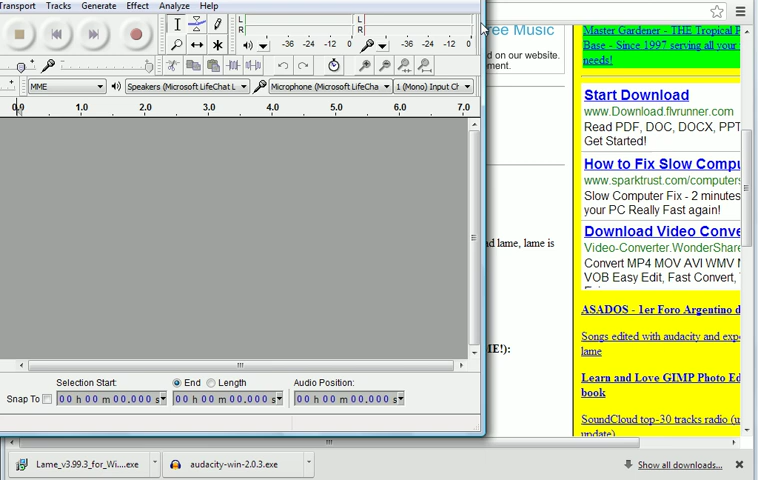 Transport Tracks Generate Effect Analyze Help
L
R
L
R
-36 -24 -12 0
-36 -24 -12 0
MME
Speakers (Microsoft LifeChat L
Microphone (Microsoft LifeCha
1 (Mono) Input Ch
0.0 1.0 2.0 3.0 4.0 5.0 6.0 7.0
Selection Start:
End
Length
Audio Position:
Snap To
00 h 00 m 00.000 s
00 h 00 m 00.000 s
00 h 00 m 00.000 s
ree Music
ed on our website.
ment.
nd lame, lame is
ME!):
Master Gardener - THE Tropical P
Base - Since 1997 serving all your
needs!
Start Download
www.Download.flvrunner.com
Read PDF, DOC, DOCX, PPT
Get Started!
How to Fix Slow Compu
www.sparktrust.com/computers
Slow Computer Fix - 2 minutes
your PC Really Fast again!
Download Video Conve
Video-Converter.WonderShare
Convert MP4 MOV AVI WMV M
VOB Easy Edit, Fast Convert,
ASADOS - 1er Foro Argentino d
Songs edited with audacity and expo
lame
Learn and Love GIMP Photo Ed
book
SoundCloud top-30 tracks radio (u
update)
Lame_v3.99.3_for_Wi....exe
audacity-win-2.0.3.exe
Show all downloads...